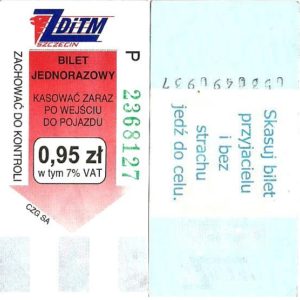 ZDiTM
SZCZECIN
BILET
JEDNORAZOWY
KASOWAĆ ZARAZ
PO WEJŚCIU
DO POJAZDU
0,95 zł
w tym 7% VAT
CZG SA
ZACHOWAĆ DO KONTROLI
P 2368127
Skasuj bilet
przyjacielu
i bez
strachu
jedź do celu.